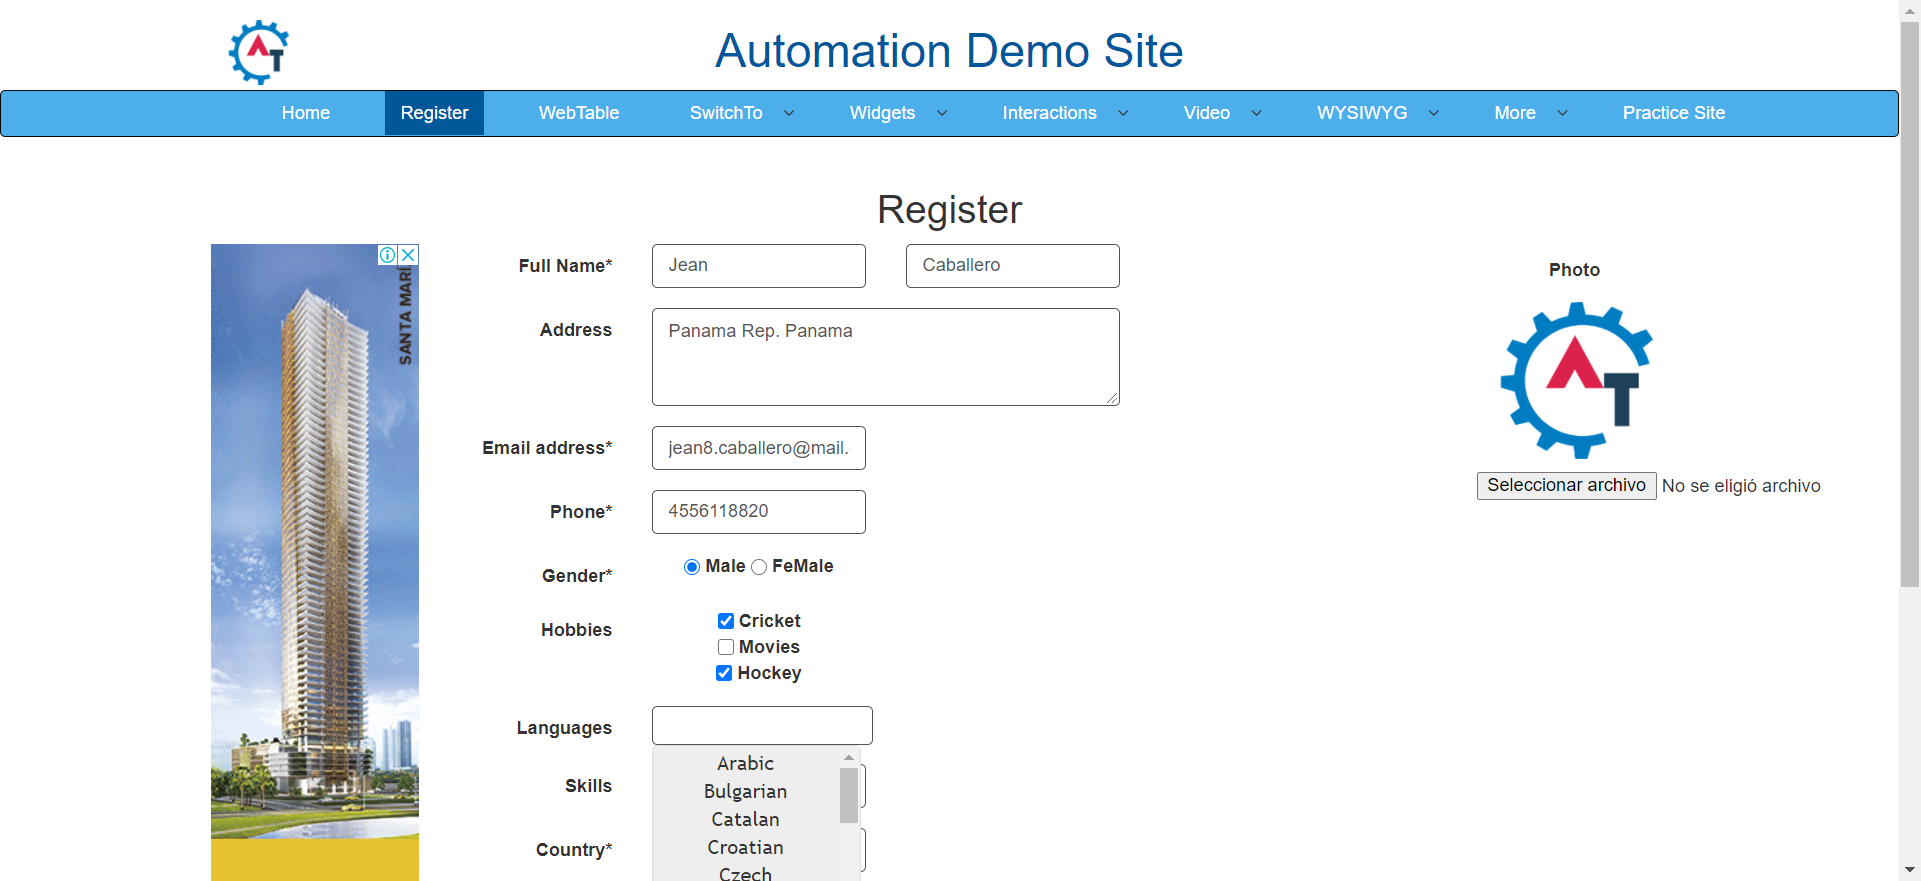 AT
Automation Demo Site
Home Register WebTable SwitchTo Widgets Interactions Video WYSIWYG More Practice Site
Register
SANTA MARÍ
Full Name* Jean Caballero
Photo
Address Panama Rep. Panama
AT
Email address* jean8.caballero@mail.
Seleccionar archivo No se eligió archivo
Phone* 4556118820
Gender* Male FeMale
Hobbies Cricket
Movies
Hockey
Languages
Arabic
Skills
Bulgarian
Catalan
Country*
Croatian
Czech